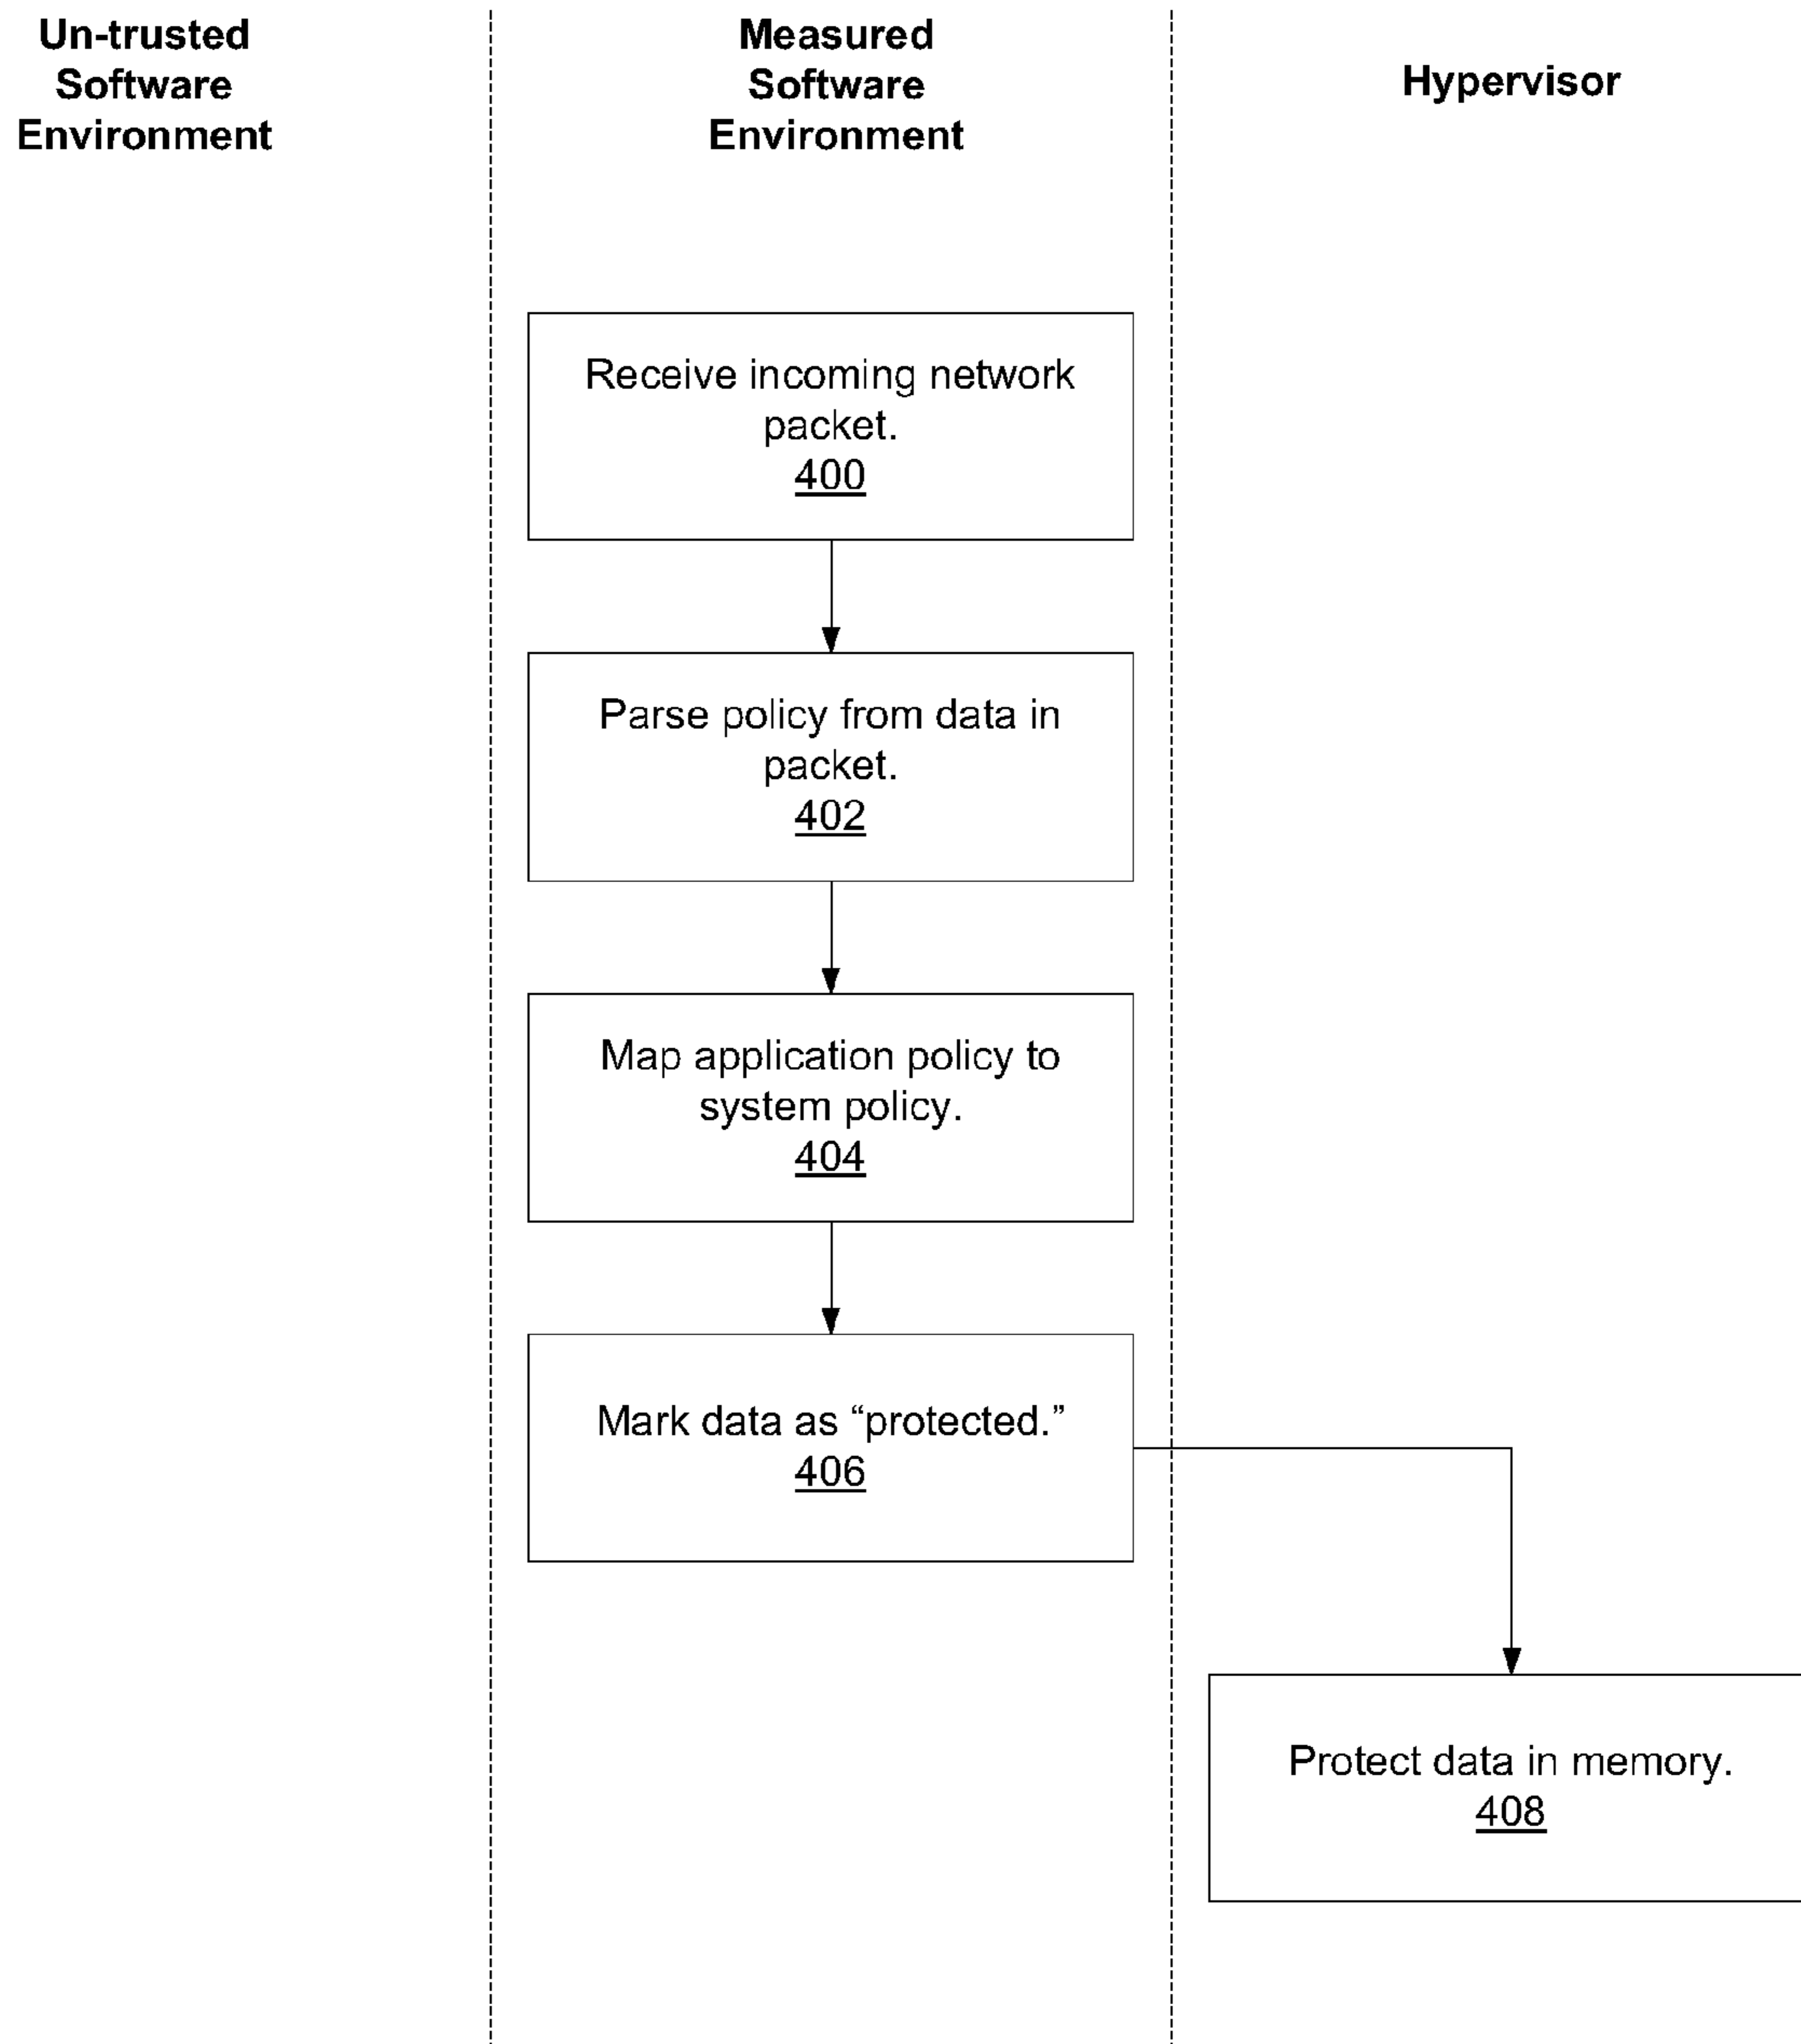 Un-trusted
Software
Environment
Measured
Software
Environment
Hypervisor
Receive incoming network
packet.
400
Parse policy from data in
packet.
402
Map application policy to
system policy.
404
Mark data as “protected.”
406
Protect data in memory.
408